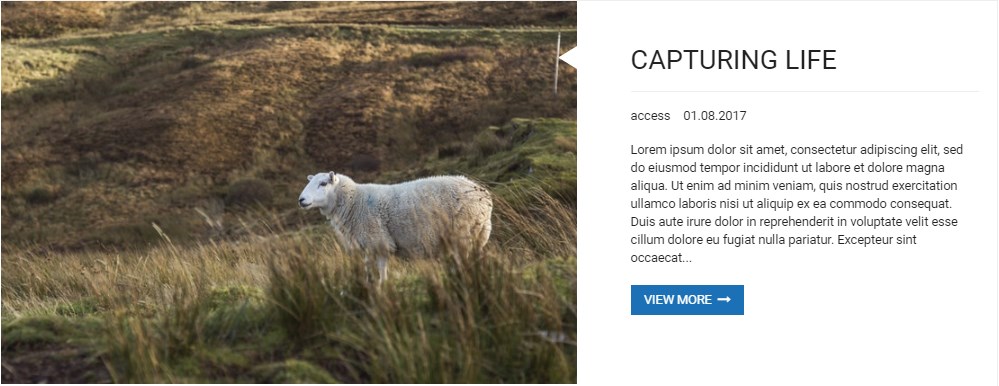 CAPTURING LIFE
access 01.08.2017
Lorem ipsum dolor sit amet, consectetur adipiscing elit, sed
do eiusmod tempor incididunt ut labore et dolore magna
aliqua. Ut enim ad minim veniam, quis nostrud exercitation
ullamco laboris nisi ut aliquip ex ea commodo consequat.
Duis aute irure dolor in reprehenderit in voluptate velit esse
cillum dolore eu fugiat nulla pariatur. Excepteur sint
occaecat...
VIEW MORE